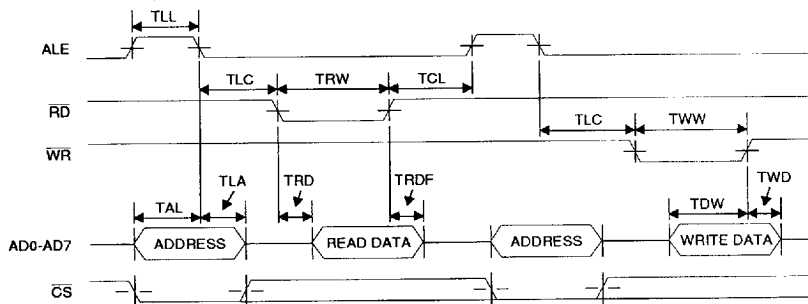 TLL
ALE
TLC TRW TCL
RD
TLC TWW
WR
TLA TRD TRDF TWD
TAL TDW
AD0-AD7 ADDRESS READ DATA ADDRESS WRITE DATA
CS